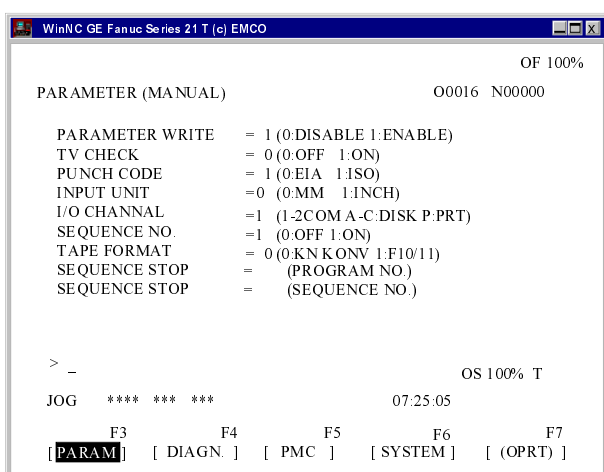 WinNC GE Fanuc Series 21 T (c) EMCO
OF 100%
PARAMETER (MANUAL) O0016 N00000
PARAMETER WRITE = 1 (0:DISABLE 1:ENABLE)
TV CHECK = 0 (0:OFF 1:ON)
PUNCH CODE = 1 (0:EIA 1:ISO)
INPUT UNIT =0 (0:MM 1:INCH)
I/O CHANNEL =1 (1-2COM A-C:DISK P:PRT)
SEQUENCE NO. =1 (0:OFF 1:ON)
TAPE FORMAT = 0 (0:KN KONV 1:F10/11)
SEQUENCE STOP = (PROGRAM NO.)
SEQUENCE STOP = (SEQUENCE NO.)
> _
OS 100% T
JOG **** *** *** 07:25:05
F3 F4 F5 F6 F7
[PARAM] [ DIAGN. ] [ PMC ] [ SYSTEM ] [ (OPRT) ]